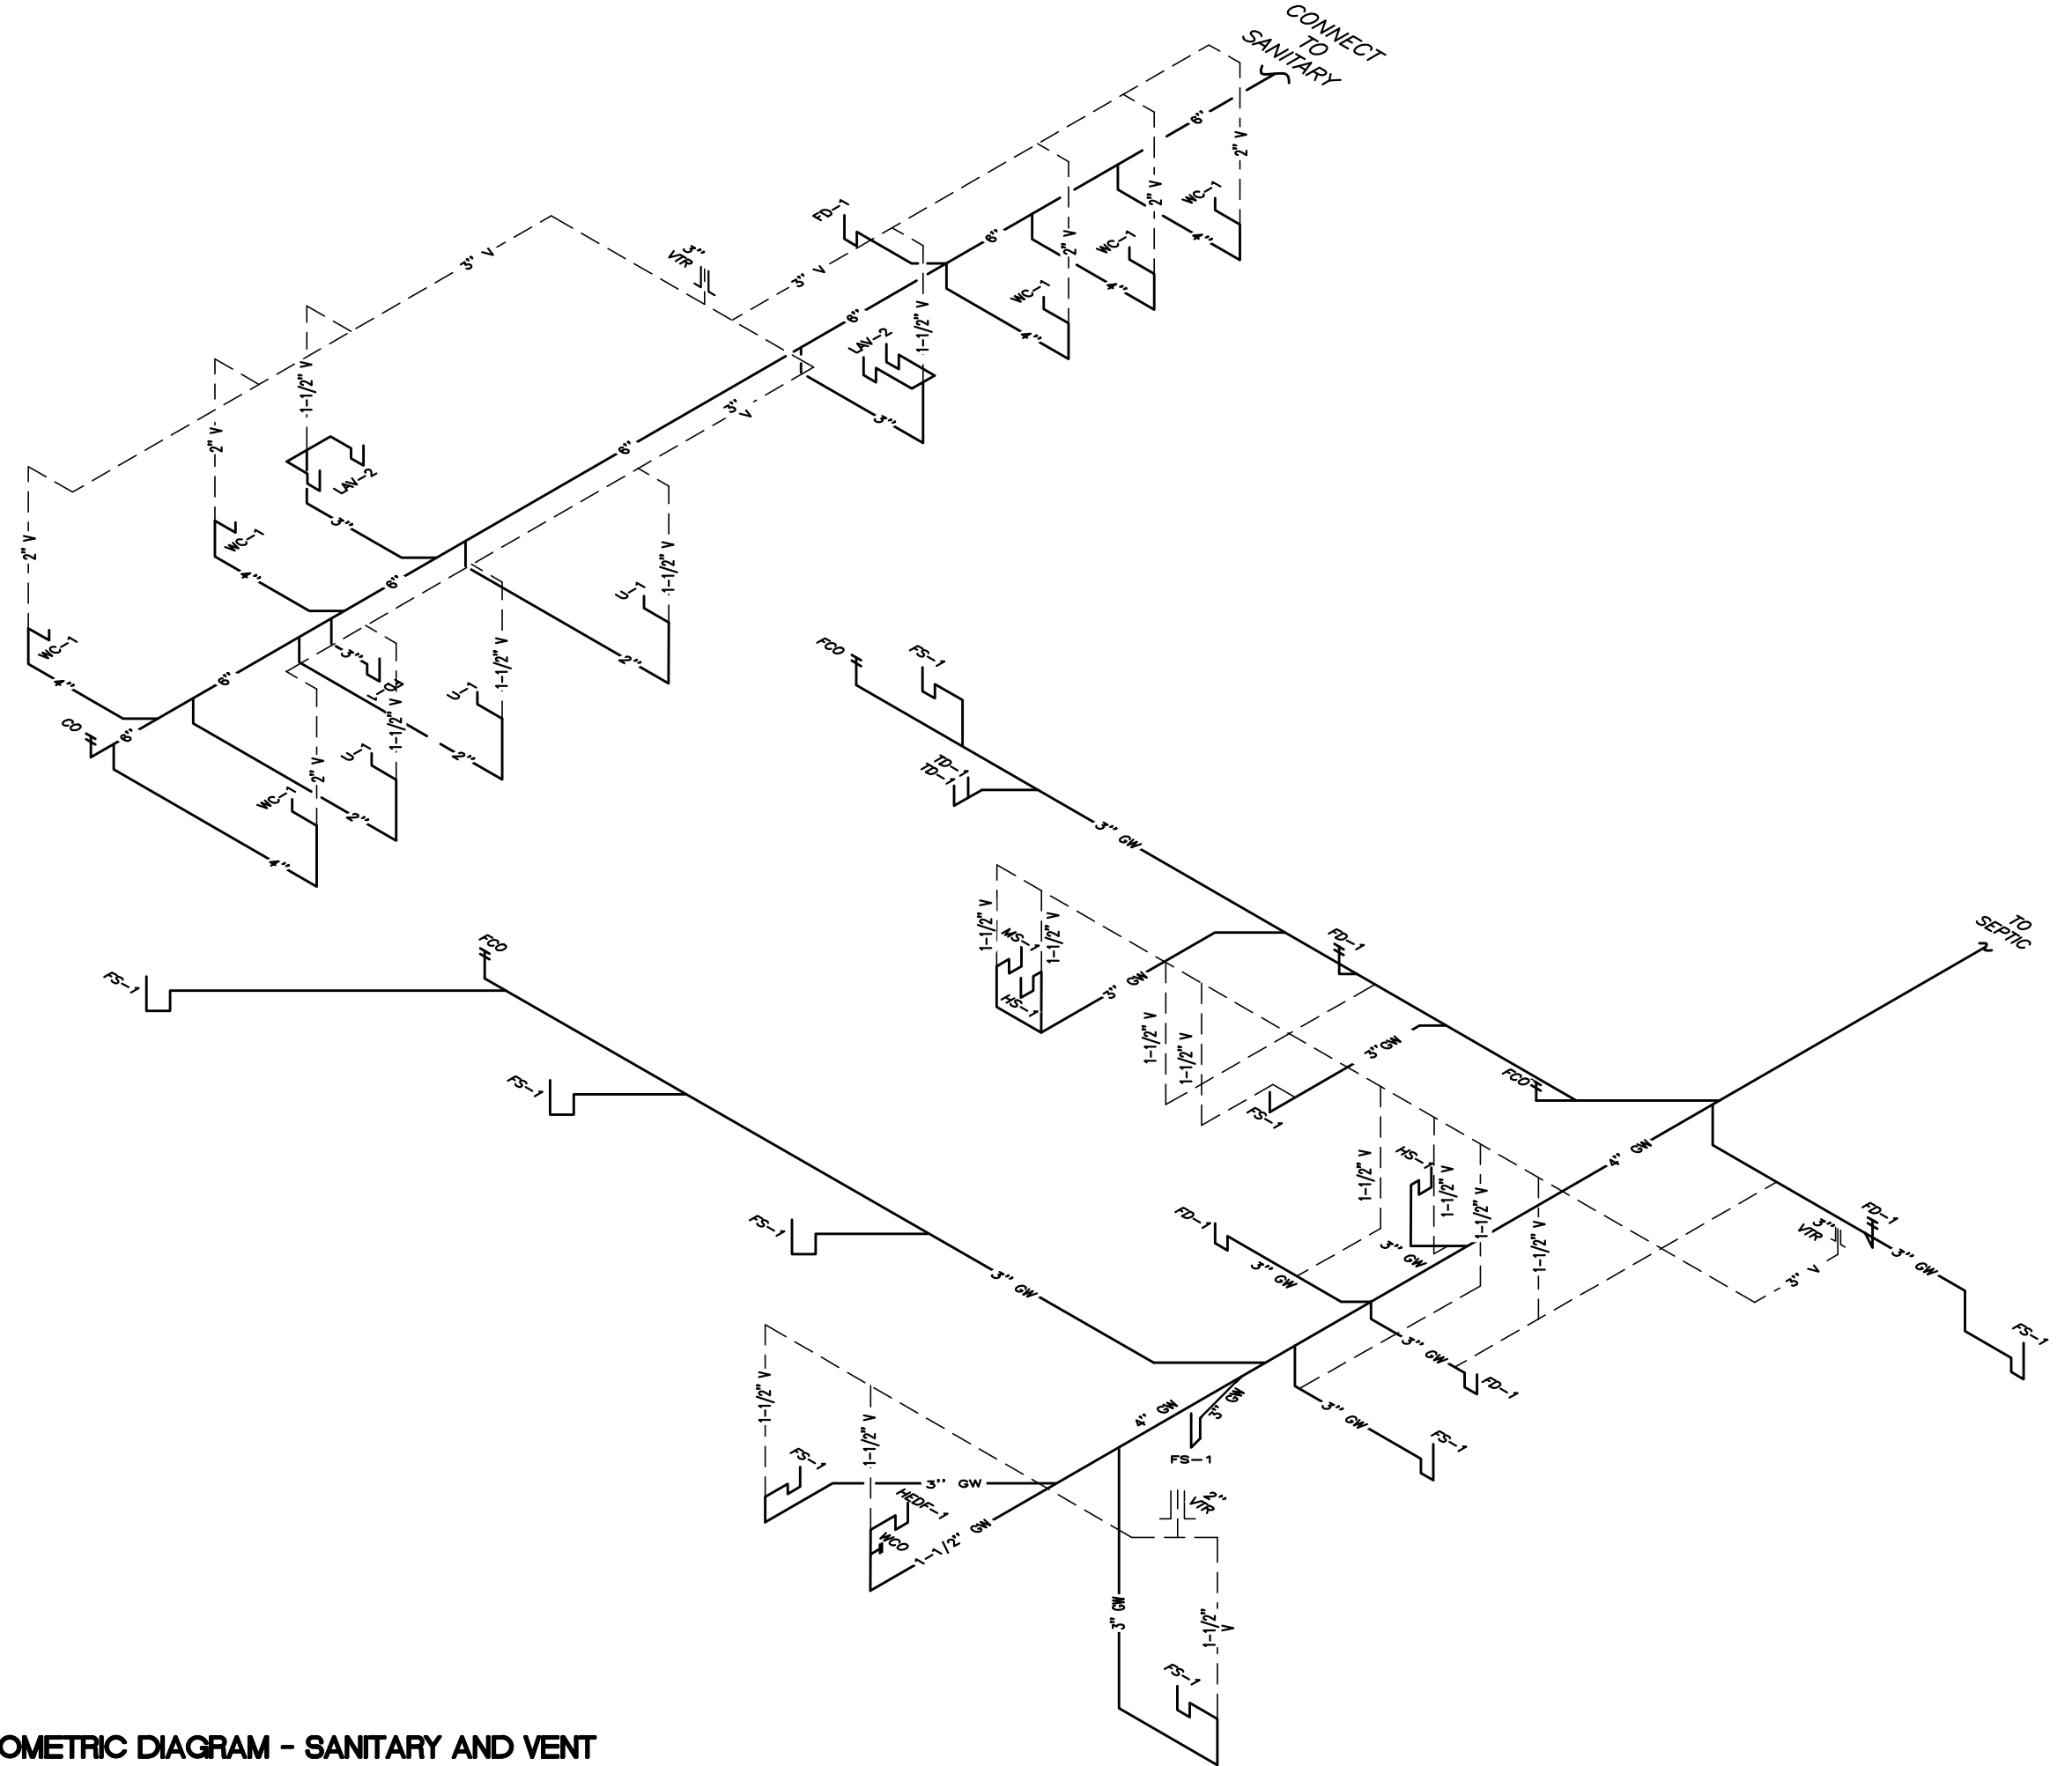 CONNECT
TO
SANITARY
6"
2" V
WC-1
2" V
4"
FD-1
6"
2" V
WC-1
4"
3"
VTR
3" V
3" V
WC-1
4"
6"
1-1/2" V
LAV-2
3"
1-1/2" V
3"
V
2" V
6"
LAV-2
3"
2" V
WC-1
4"
6"
1-1/2" V
U-1
2"
WC-1
4"
6"
3"
1-1/2" V
U-1
1-1/2" V
2"
CO
6"
U-1
2" V
WC-1
2"
4"
FCO
FS-1
TD-1
TD-1
3" GW
1-1/2" V
MS-1
1-1/2" V
HS-1
3" GW
FD-1
TO
SEPTIC
FCO
FS-1
1-1/2" V
1-1/2" V
3" GW
FS-1
FCO
FS-1
4" GW
HS-1
1-1/2" V
1-1/2" V
1-1/2" V
1-1/2" V
FD-1
3" GW
3" GW
FD-1
3"
VTR
3" V
3" GW
FS-1
FS-1
3" GW
3" GW
FD-1
1-1/2" V
1-1/2" V
4" GW
3" GW
3" GW
FS-1
FS-1
FS-1
3" GW
HEDF-1
WCO
1-1/2" GW
2"
VTR
3" GW
1-1/2"
V
FS-1
OMETRIC DIAGRAM - SANITARY AND VENT